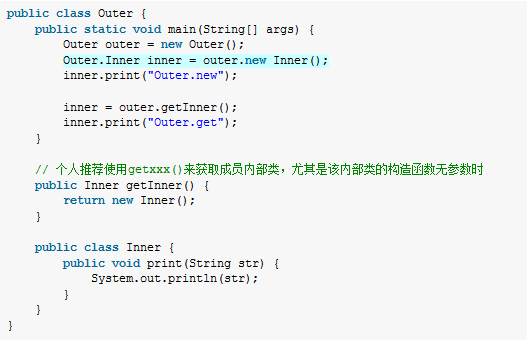 public class Outer {
    public static void main(String[] args) {
        Outer outer = new Outer();
        Outer.Inner inner = outer.new Inner();
        inner.print("Outer.new");

        inner = outer.getInner();
        inner.print("Outer.get");
    }

    // 个人推荐使用getxxx()来获取成员内部类，尤其是该内部类的构造函数无参数时
    public Inner getInner() {
        return new Inner();
    }

    public class Inner {
        public void print(String str) {
            System.out.println(str);
        }
    }
}